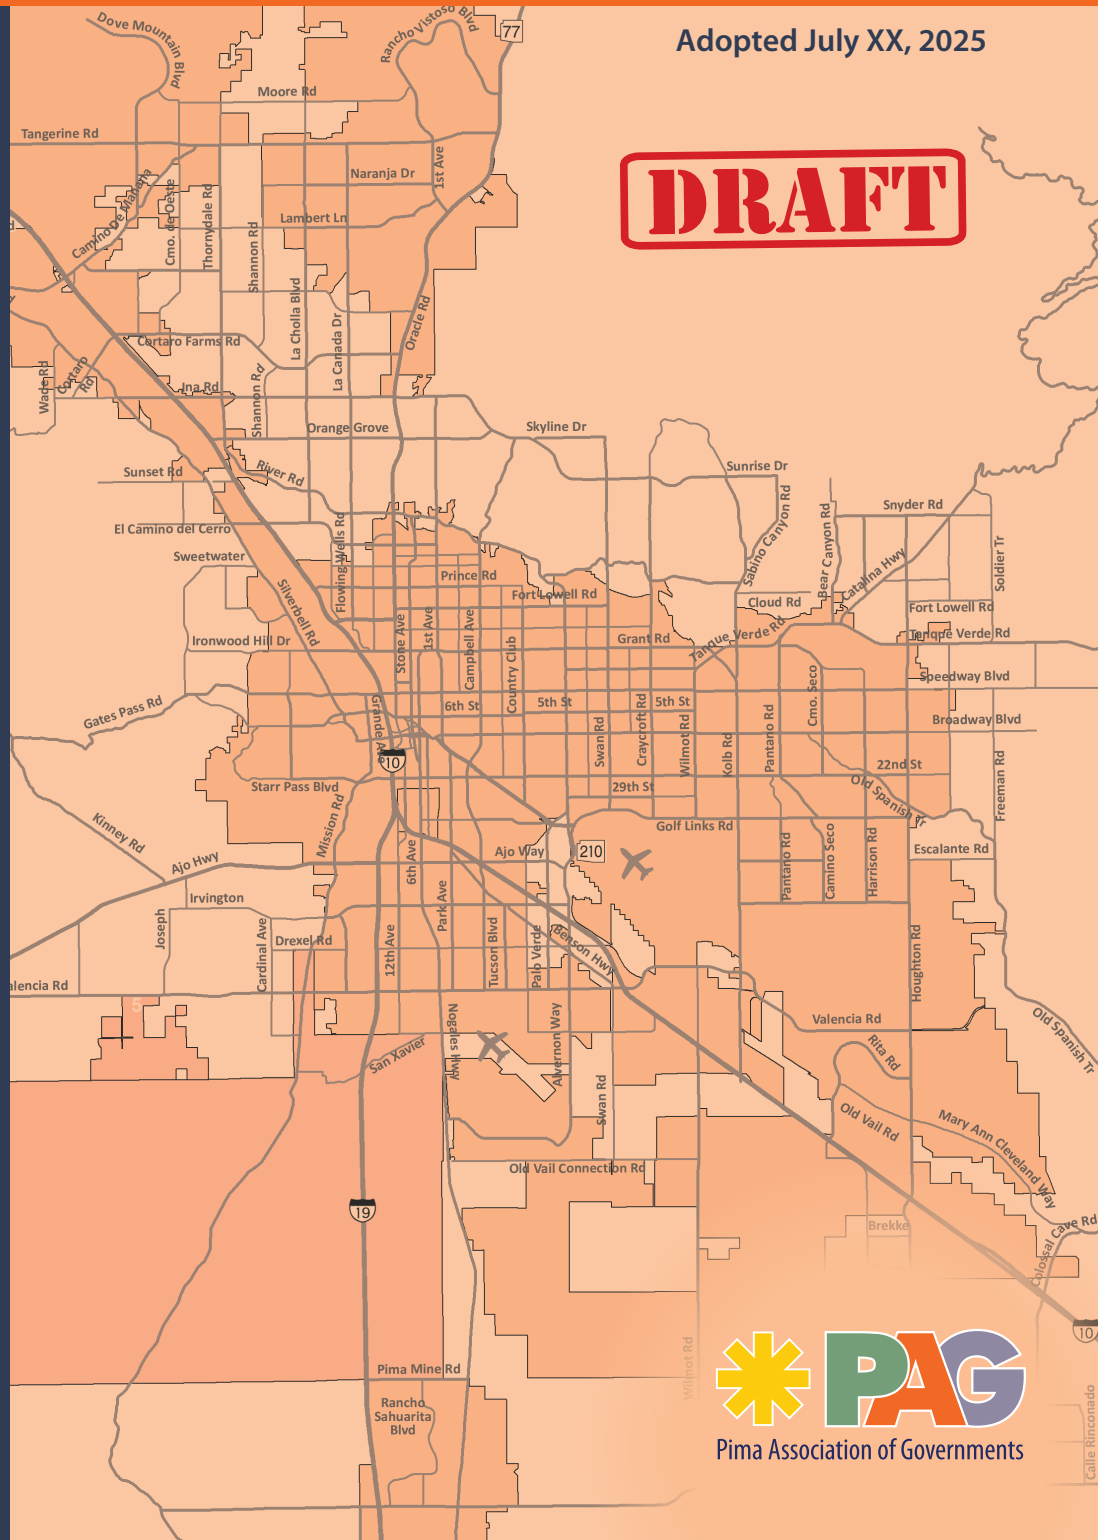 Dove Mountain Blvd
Rancho Vistoso Blvd
77
Adopted July XX, 2025
Moore Rd
Tangerine Rd
DRAFT
1st Ave
Naranja Dr
Camino De Mañana
Cmo. de Oeste
Thornydale Rd
Lambert Ln
Shannon Rd
La Cholla Blvd
La Canada Dr
Oracle Rd
Cortaro Farms Rd
Wade Rd
Cortaro
Rd
Ina Rd
Shannon Rd
Orange Grove
Skyline Dr
Sunset Rd
River Rd
Sunrise Dr
Sabino Canyon Rd
Bear Canyon Rd
Snyder Rd
El Camino del Cerro
Flowing Wells Rd
Sweetwater
Soldier Tr
Catalina Hwy
Prince Rd
Silverbell Rd
Fort Lowell Rd
Cloud Rd
Fort Lowell Rd
Ironwood Hill Dr
Stone Ave
1st Ave
Campbell Ave
Country Club
Grant Rd
Tanque Verde Rd
Tanque Verde Rd
Speedway Blvd
Gates Pass Rd
Grande Ave
6th St
5th St
5th St
Swan Rd
Craycroft Rd
Wilmot Rd
Kolb Rd
Pantano Rd
Cmo. Seco
Broadway Blvd
10
22nd St
Starr Pass Blvd
29th St
Old Spanish Tr
Freeman Rd
Kinney Rd
Mission Rd
Golf Links Rd
Ajo Hwy
6th Ave
Ajo Way
210
Pantano Rd
Camino Seco
Harrison Rd
Escalante Rd
Irvington
Joseph
Cardinal Ave
Drexel Rd
12th Ave
Park Ave
Tucson Blvd
Palo Verde
Benson Hwy
Houghton Rd
alencia Rd
5
Nogales Hwy
Alvernon Way
Valencia Rd
Old Spanish Tr
San Xavier
Rita Rd
Swan Rd
Old Vail Rd
Mary Ann Cleveland Way
Old Vail Connection Rd
19
Brekke
Colossal Cave Rd
10
Wilmot Rd
PAG
Pima Mine Rd
Calle Rinconado
Rancho
Sahuarita
Blvd
Pima Association of Governments